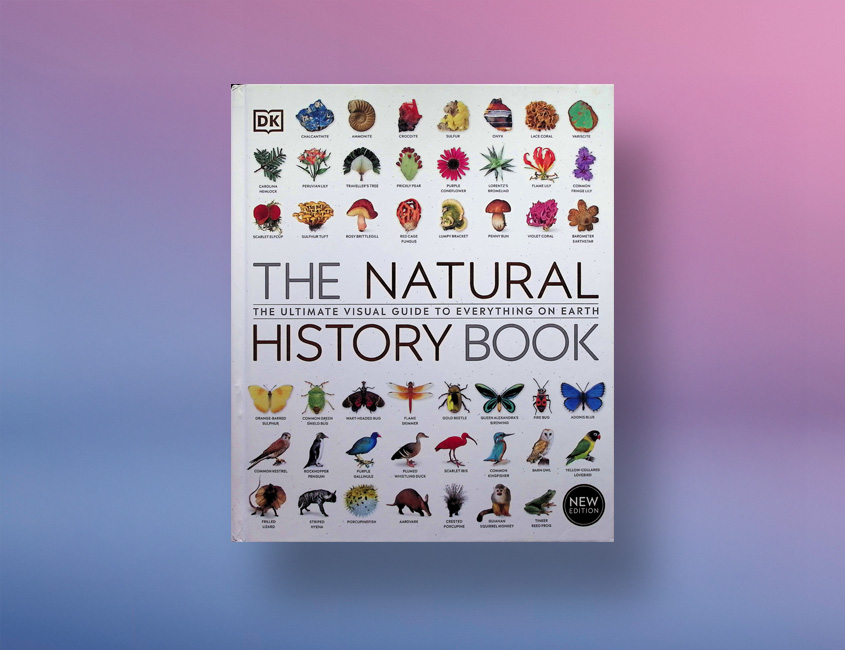 DK
CHALCANTHITE
AMMONITE
CROCOITE
SULFUR
ONYX
LACE CORAL
VARISCITE
CAROLINA
HEMLOCK
PERUVIAN LILY
TRAVELLER'S TREE
PRICKLY PEAR
PURPLE
CONEFLOWER
LORENTZ'S
BROMELIAD
FLAME LILY
COMMON
FRINGE LILY
SCARLET ELFCUP
SULPHUR TUFT
ROSY BRITTLEGILL
RED CAGE
FUNGUS
LUMPY BRACKET
PENNY BUN
VIOLET CORAL
BAROMETER
EARTHSTAR
THE NATURAL
THE ULTIMATE VISUAL GUIDE TO EVERYTHING ON EARTH
HISTORY BOOK
ORANGE-BARRED
SULPHUR
COMMON GREEN
SHIELD BUG
WART-HEADED BUG
FLAME
SKIMMER
GOLD BEETLE
QUEEN ALEXANDRA'S
BIRDWING
FIRE BUG
ADONIS BLUE
COMMON KESTREL
ROCKHOPPER
PENGUIN
PURPLE
GALLINULE
PLUMED
WHISTLING DUCK
SCARLET IBIS
COMMON
KINGFISHER
BARN OWL
YELLOW-COLLARED
LOVEBIRD
FRILLED
LIZARD
STRIPED
HYENA
PORCUPINEFISH
AARDVARK
CRESTED
PORCUPINE
GUIANAN
SQUIRREL MONKEY
TINKER
REED FROG
NEW
EDITION